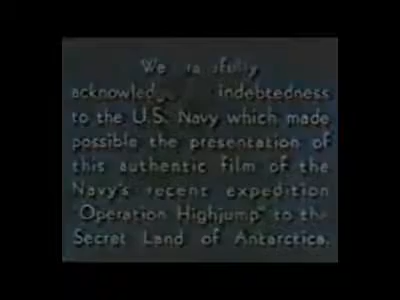 We
indebtedness
to the U.S. Navy which made
possible the presentation of
this authentic film of the
Navy's recent expedition
"Operation Highjump" to the
Secret Land of Antarctica.